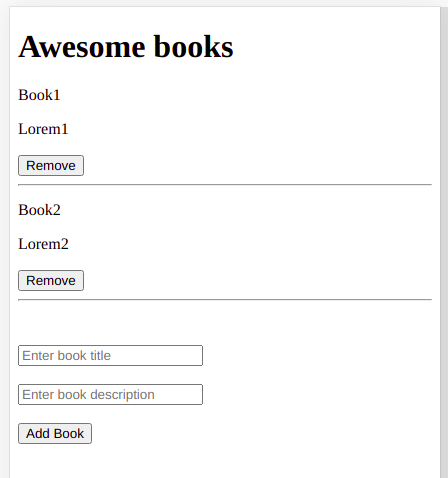 Awesome books
Book1
Lorem1
Remove
Book2
Lorem2
Remove
Enter book title
Enter book description
Add Book